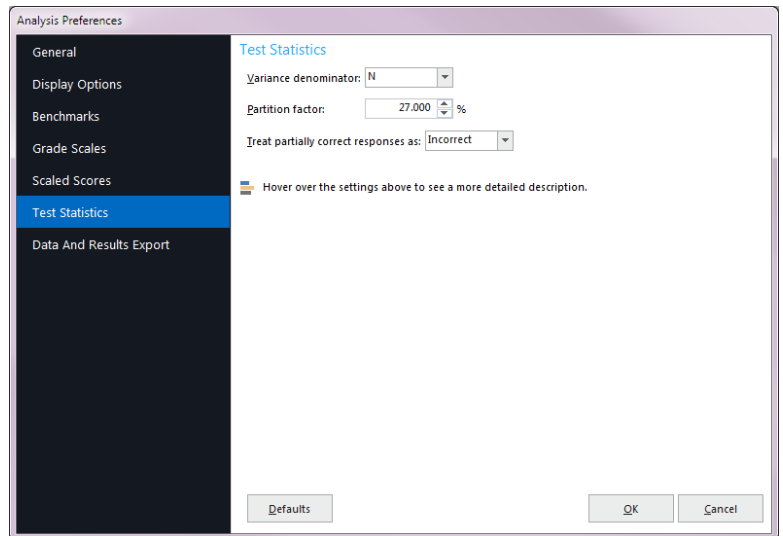 Analysis Preferences
General
Display Options
Benchmarks
Grade Scales
Scaled Scores
Test Statistics
Data And Results Export
Test Statistics
Variance denominator: N
Partition factor: 27.000 %
Treat partially correct responses as: Incorrect
Hover over the settings above to see a more detailed description.
Defaults
OK
Cancel